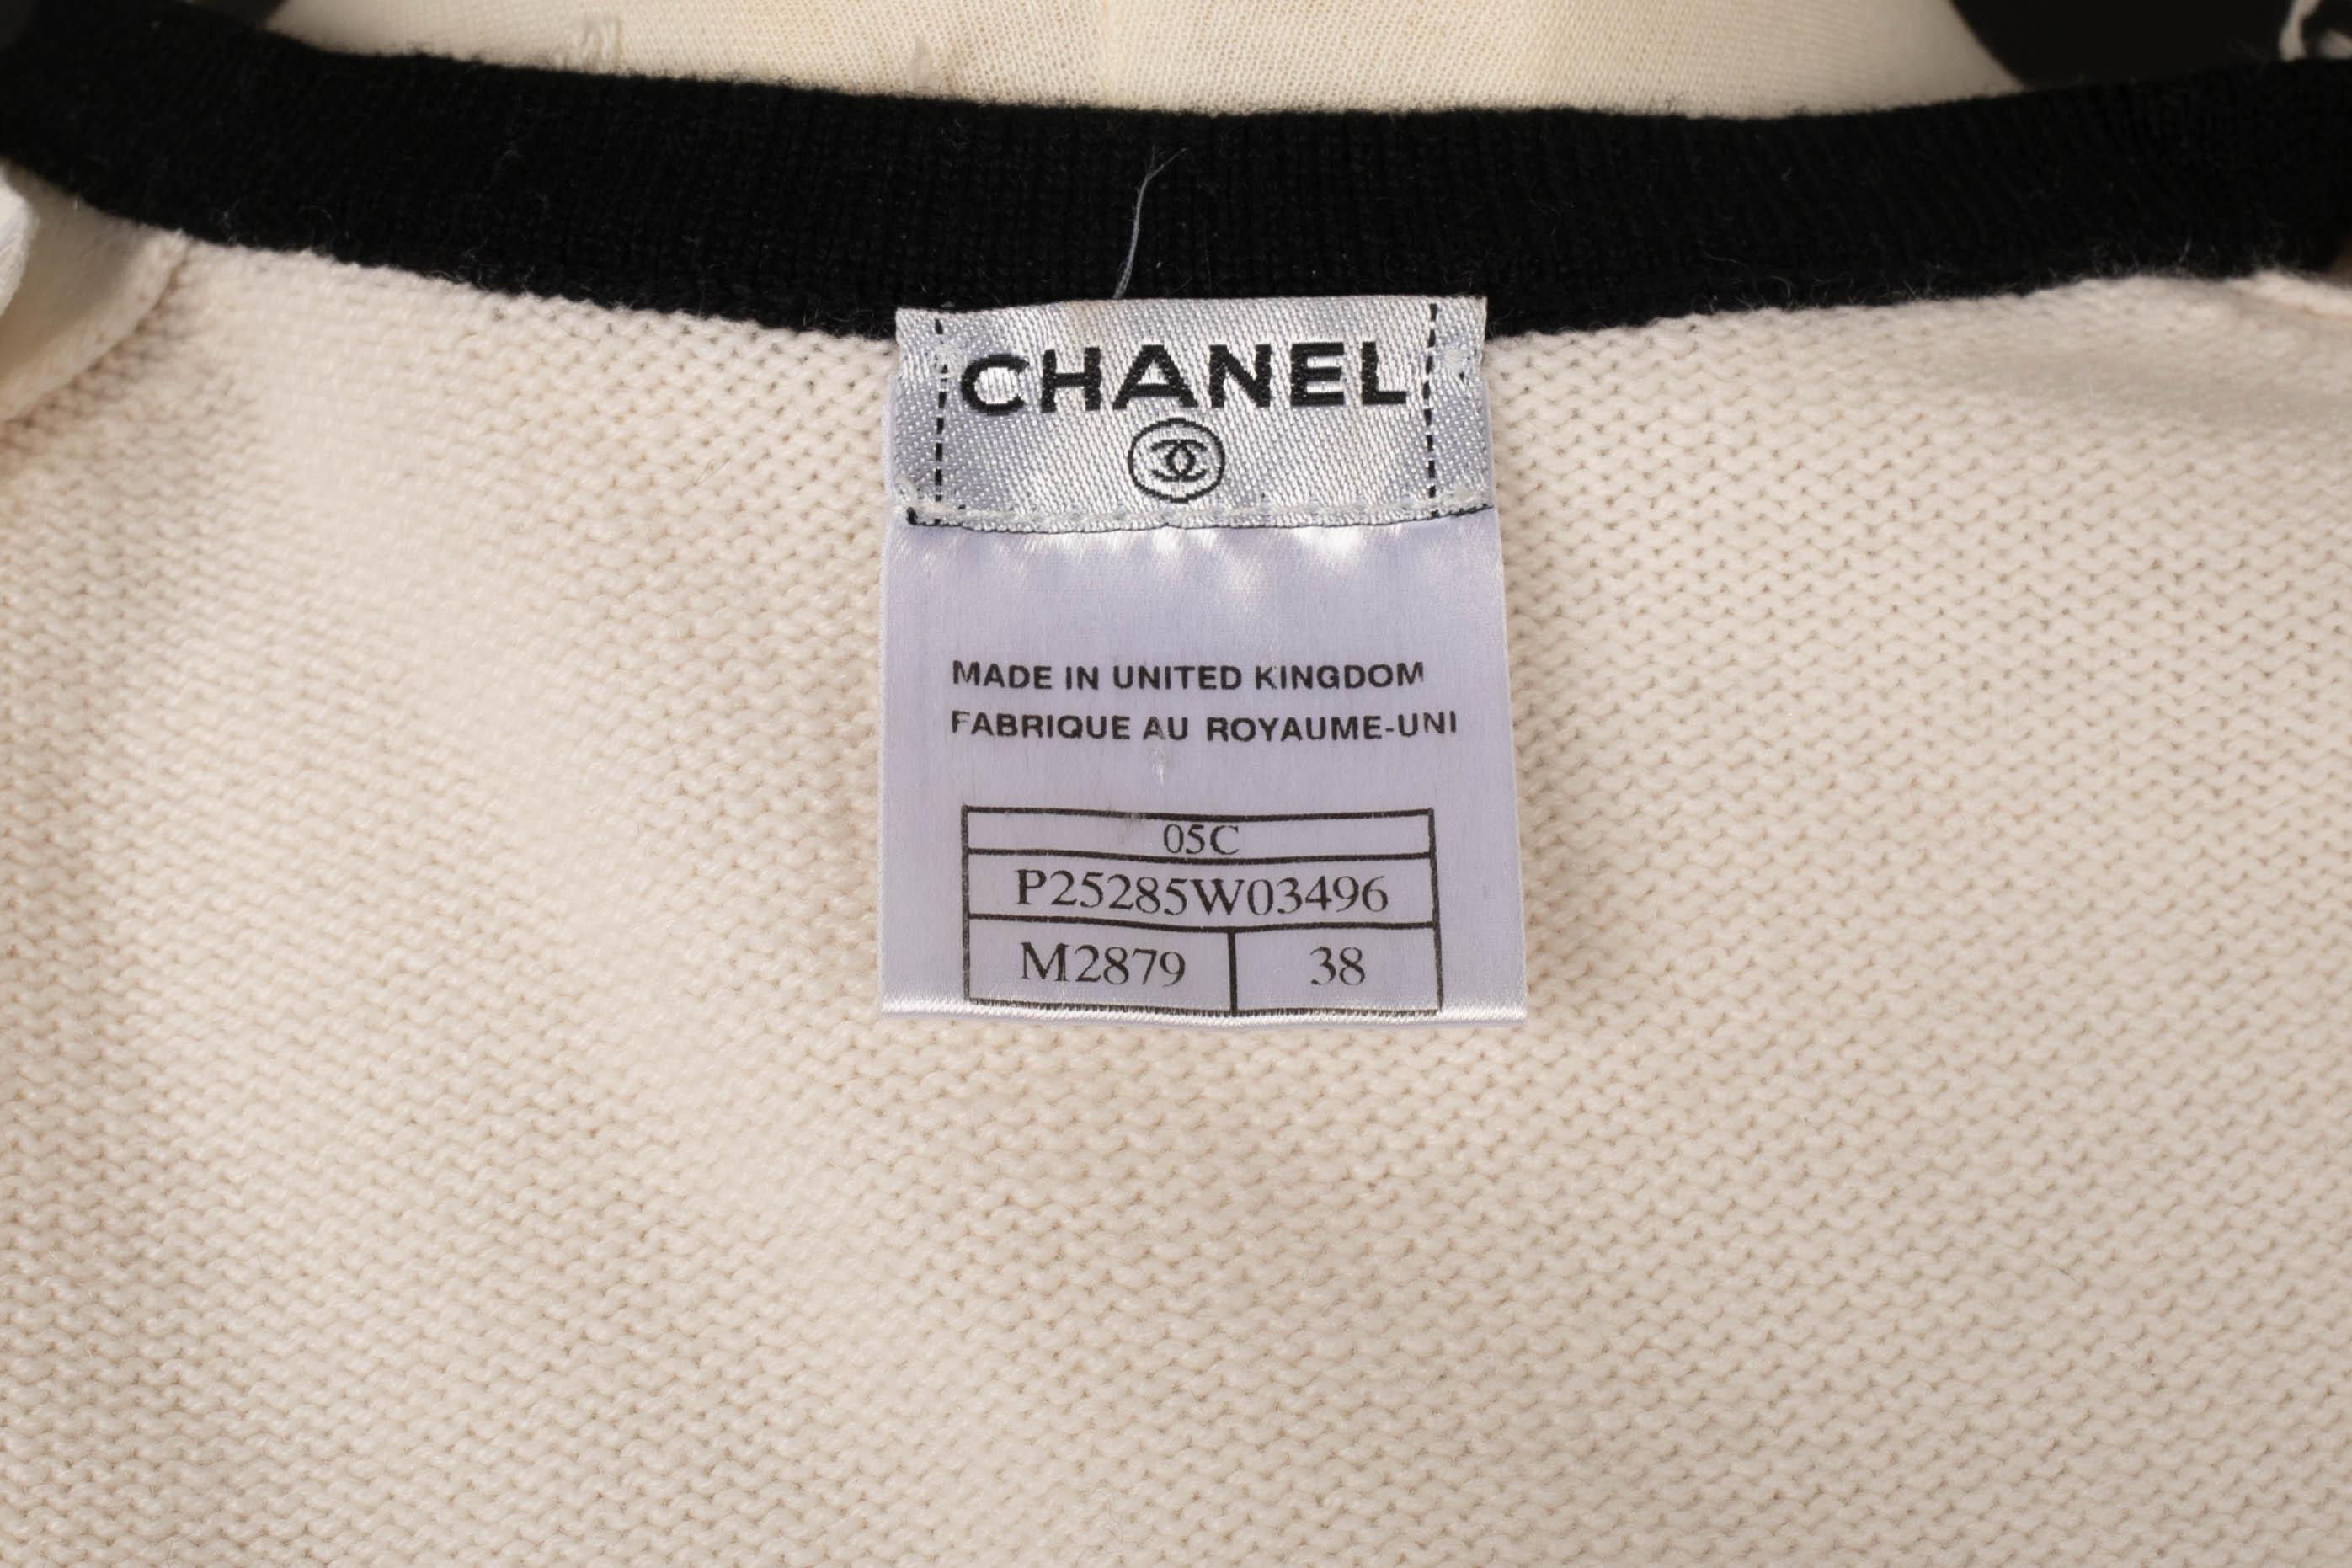 CHANEL
MADE IN UNITED KINGDOM
FABRIQUE AU ROYAUME-UNI
05C
P25285W03496
M2879 38